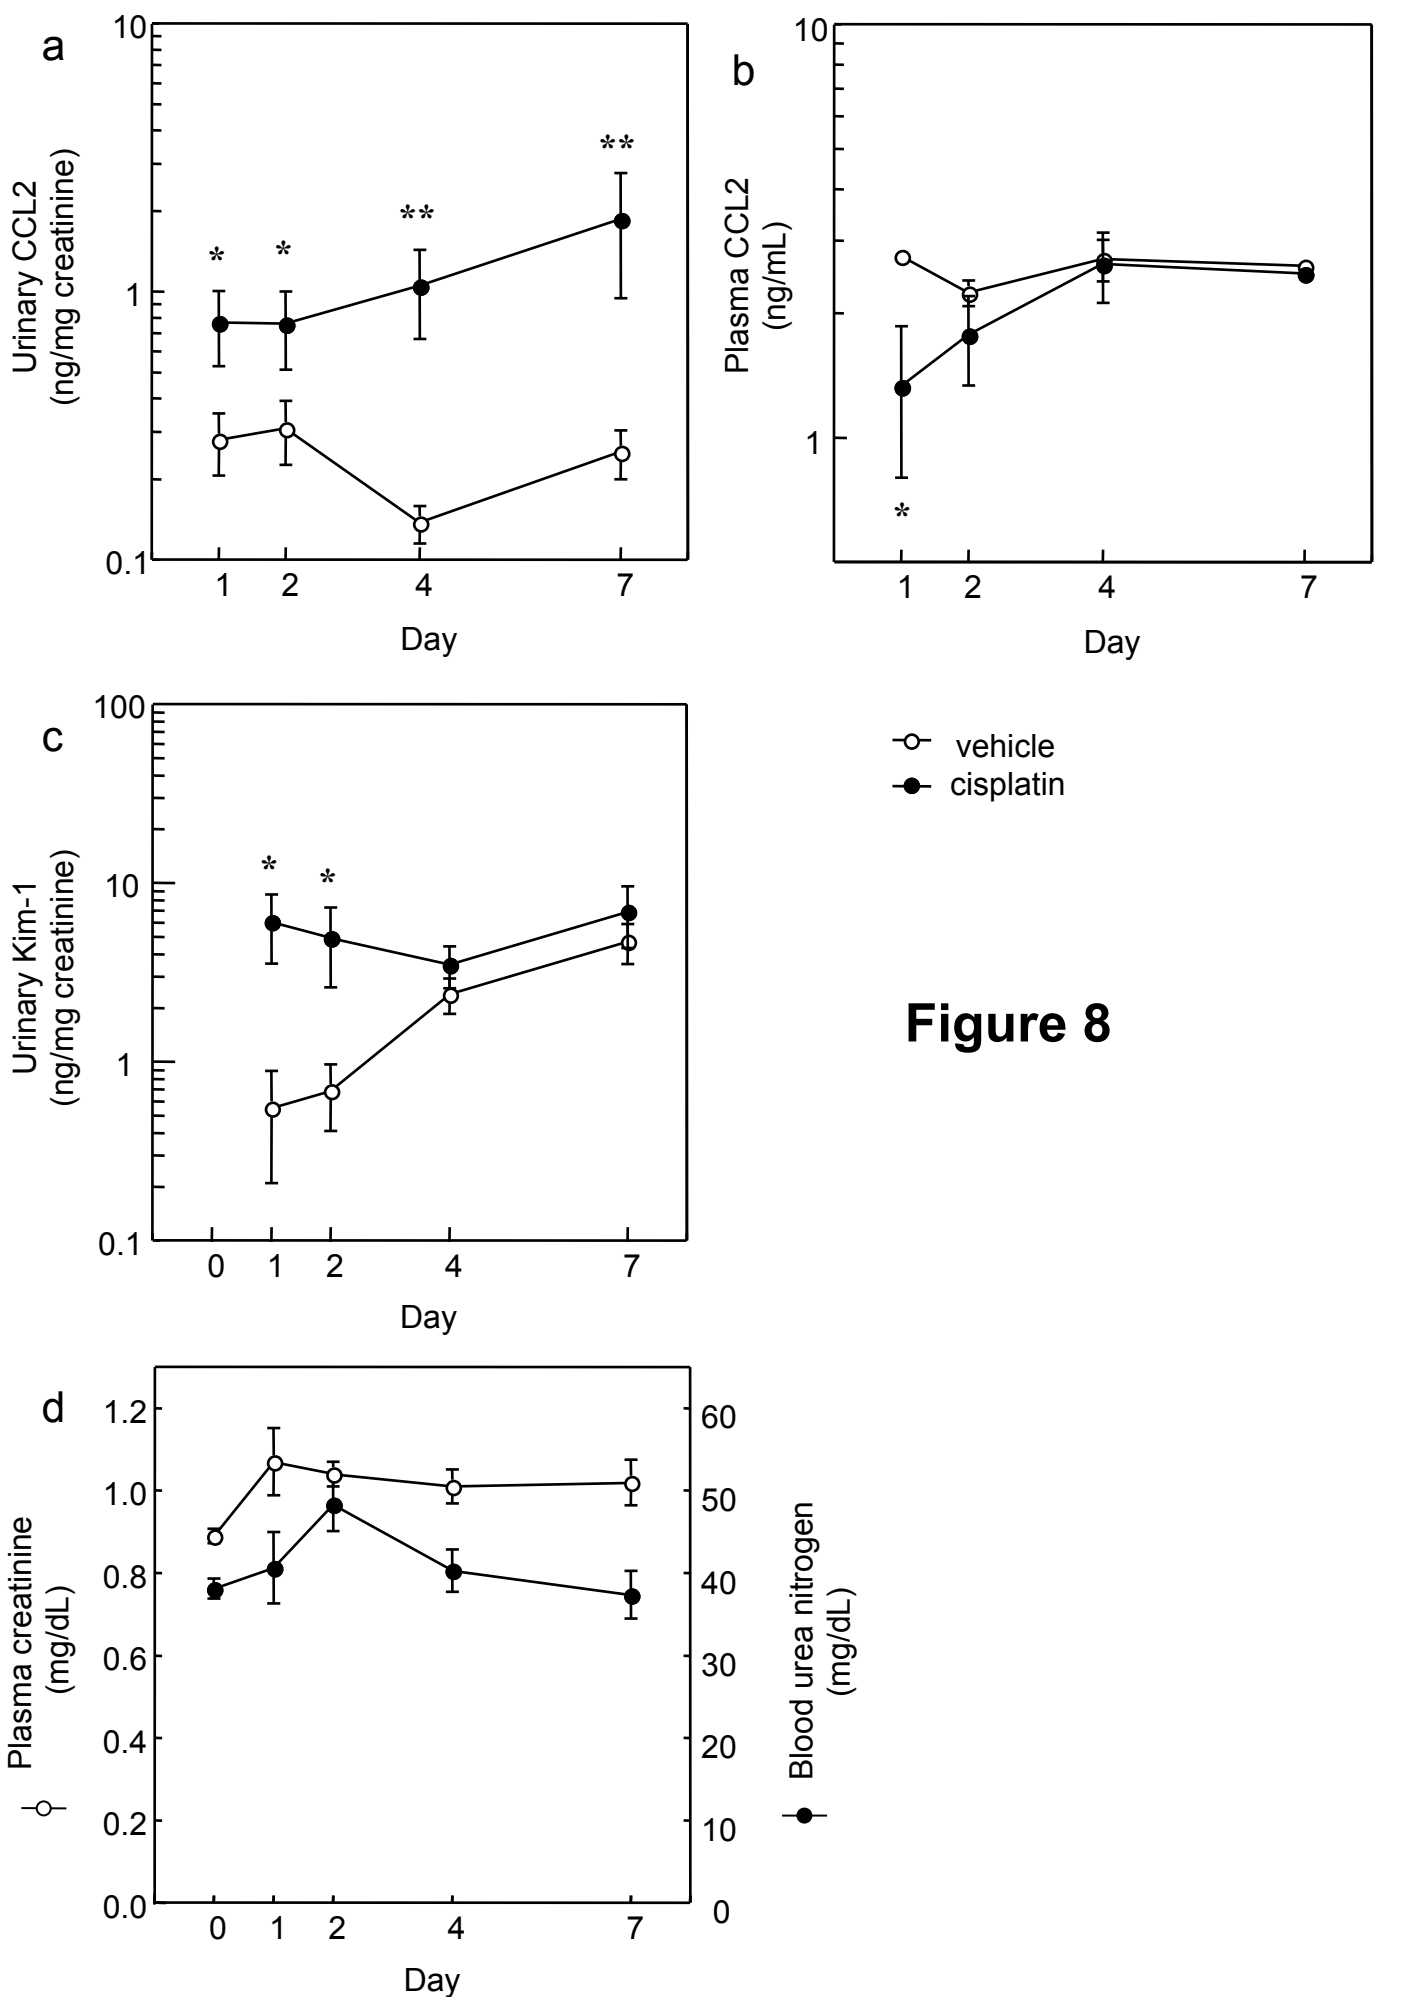 a
10
1
0.1
Urinary CCL2
(ng/mg creatinine)
*
*
**
**
1 2 4 7
Day
b
10
1
Plasma CCL2
(ng/mL)
*
1 2 4 7
Day
c
100
10
1
0.1
Urinary Kim-1
(ng/mg creatinine)
*
*
0 1 2 4 7
Day
vehicle
cisplatin
Figure 8
d
1.2
1.0
0.8
0.6
0.4
0.2
0.0
Plasma creatinine
(mg/dL)
60
50
40
30
20
10
0
Blood urea nitrogen
(mg/dL)
0 1 2 4 7
Day